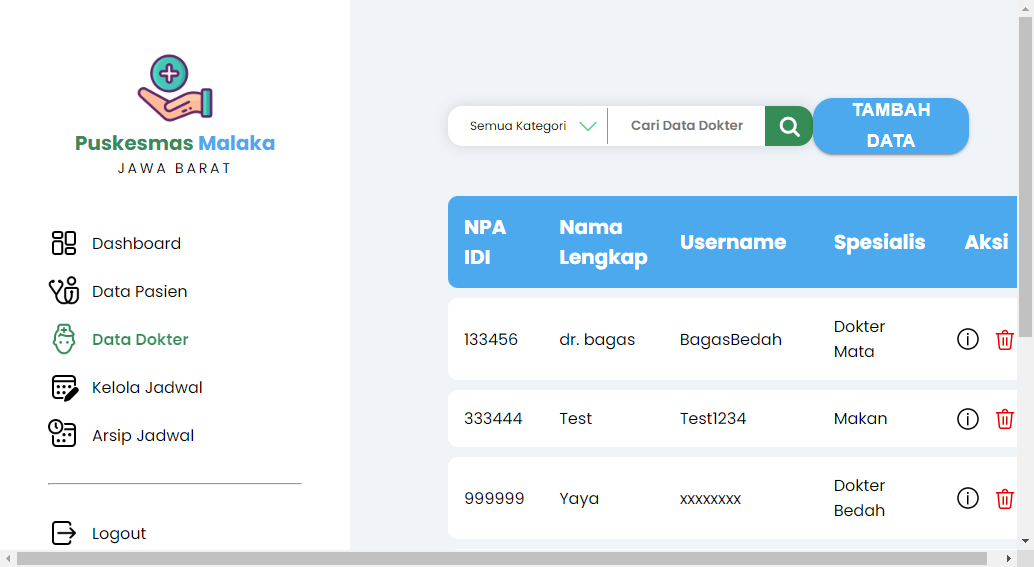 Puskesmas Malaka
JAWA BARAT
Dashboard
Data Pasien
Data Dokter
Kelola Jadwal
Arsip Jadwal
Logout
Semua Kategori
Cari Data Dokter
TAMBAH
DATA
NPA
IDI
Nama
Lengkap
Username
Spesialis
Aksi
133456
dr. bagas
BagasBedah
Dokter
Mata
333444
Test
Test1234
Makan
999999
Yaya
xxxxxxxx
Dokter
Bedah